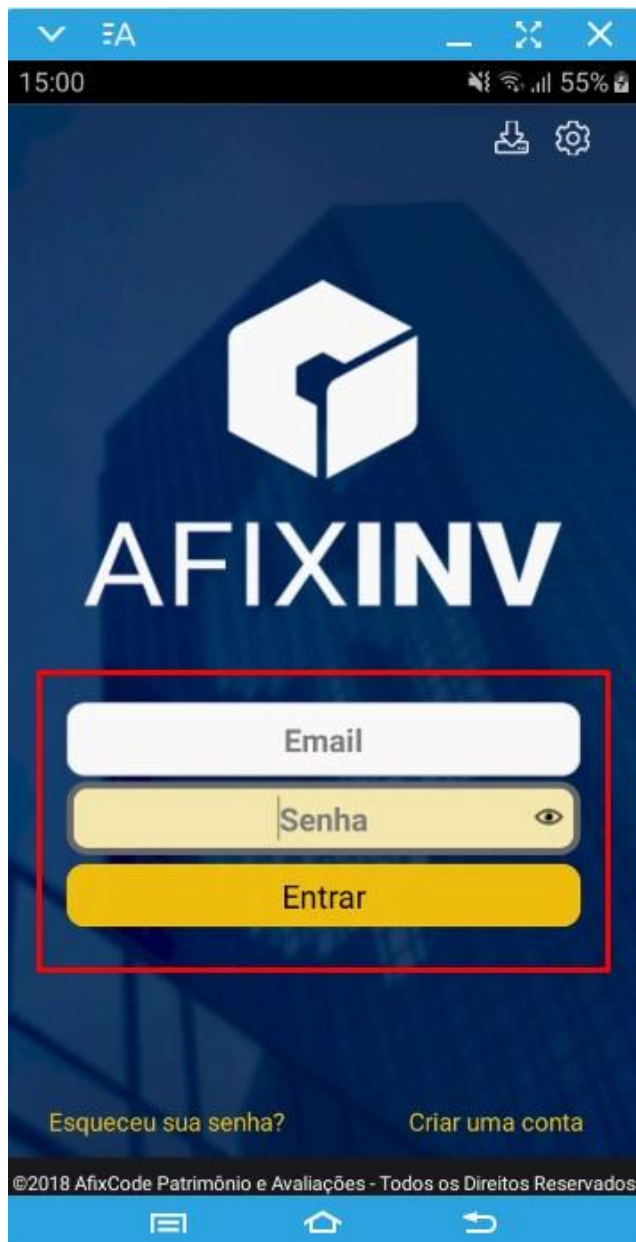 15:00
55%
AFIXINV
Email
Senha
Entrar
Esqueceu sua senha?
Criar uma conta
©2018 AfixCode Patrimônio e Avaliações - Todos os Direitos Reservados